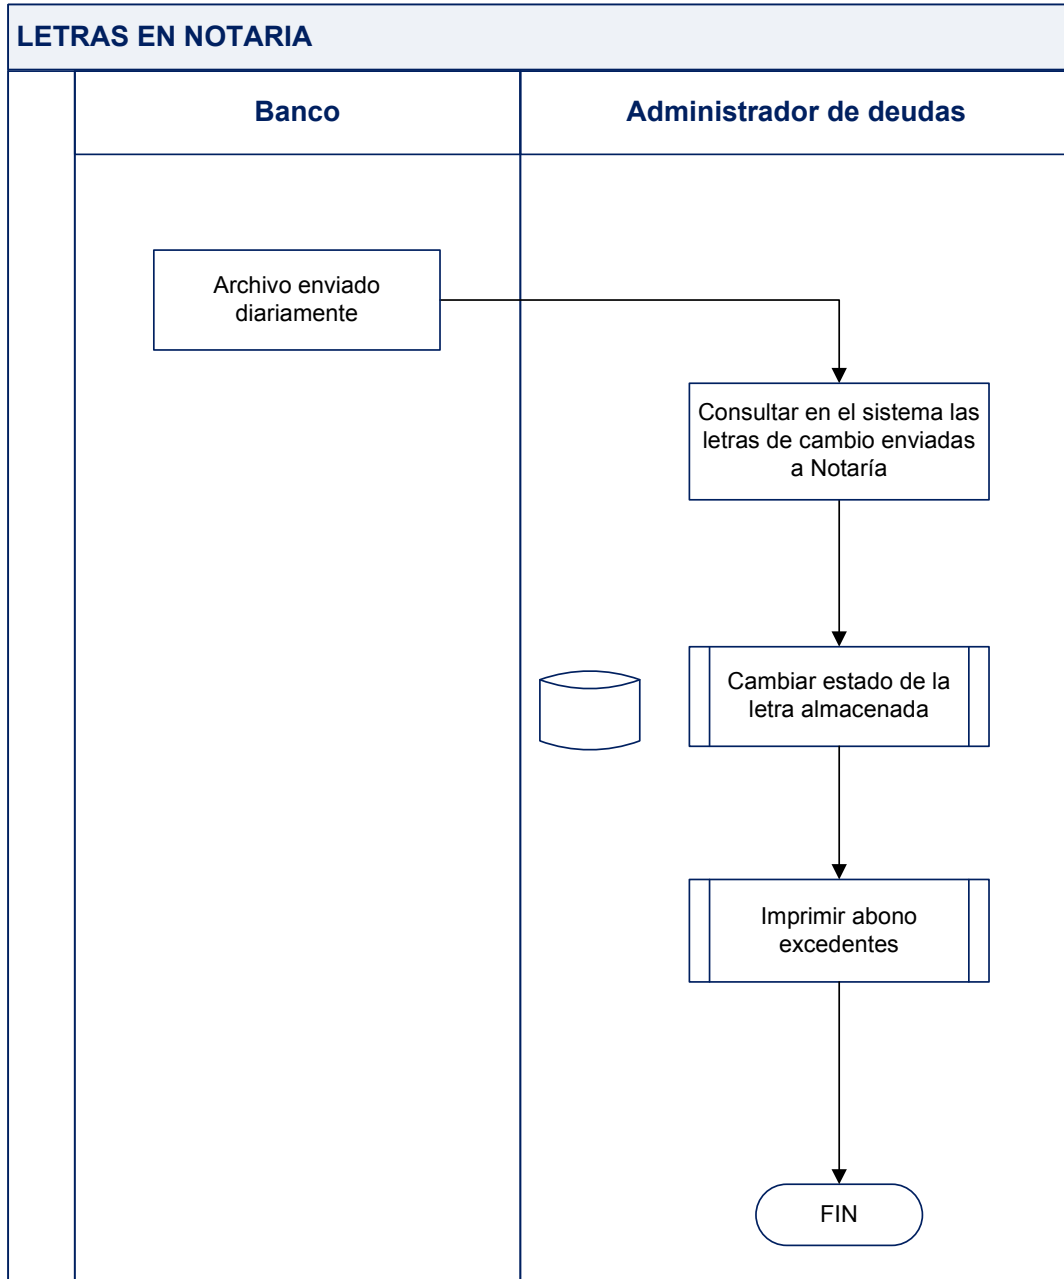 LETRAS EN NOTARIA
Banco
Administrador de deudas
Archivo enviado
diariamente
Consultar en el sistema las
letras de cambio enviadas
a Notaría
Cambiar estado de la
letra almacenada
Imprimir abono
excedentes
FIN